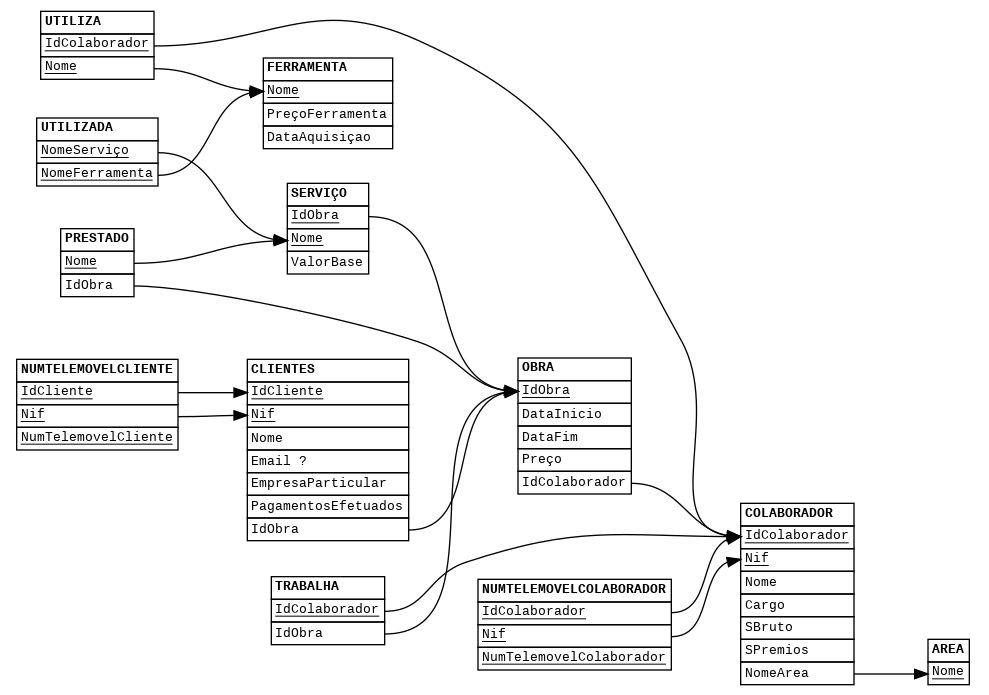 UTILIZA
IdColaborador
Nome
FERRAMENTA
Nome
PreçoFerramenta
DataAquisiçao
UTILIZADA
NomeServiço
NomeFerramenta
SERVIÇO
IdObra
Nome
ValorBase
PRESTADO
Nome
IdObra
NUMTELEMOVELCLIENTE
IdCliente
Nif
NumTelemovelCliente
CLIENTES
IdCliente
Nif
Nome
Email ?
EmpresaParticular
PagamentosEfetuados
IdObra
OBRA
IdObra
DataInicio
DataFim
Preço
IdColaborador
TRABALHA
IdColaborador
IdObra
NUMTELEMOVELCOLABORADOR
IdColaborador
Nif
NumTelemovelColaborador
COLABORADOR
IdColaborador
Nif
Nome
Cargo
SBruto
SPremios
NomeArea
AREA
Nome